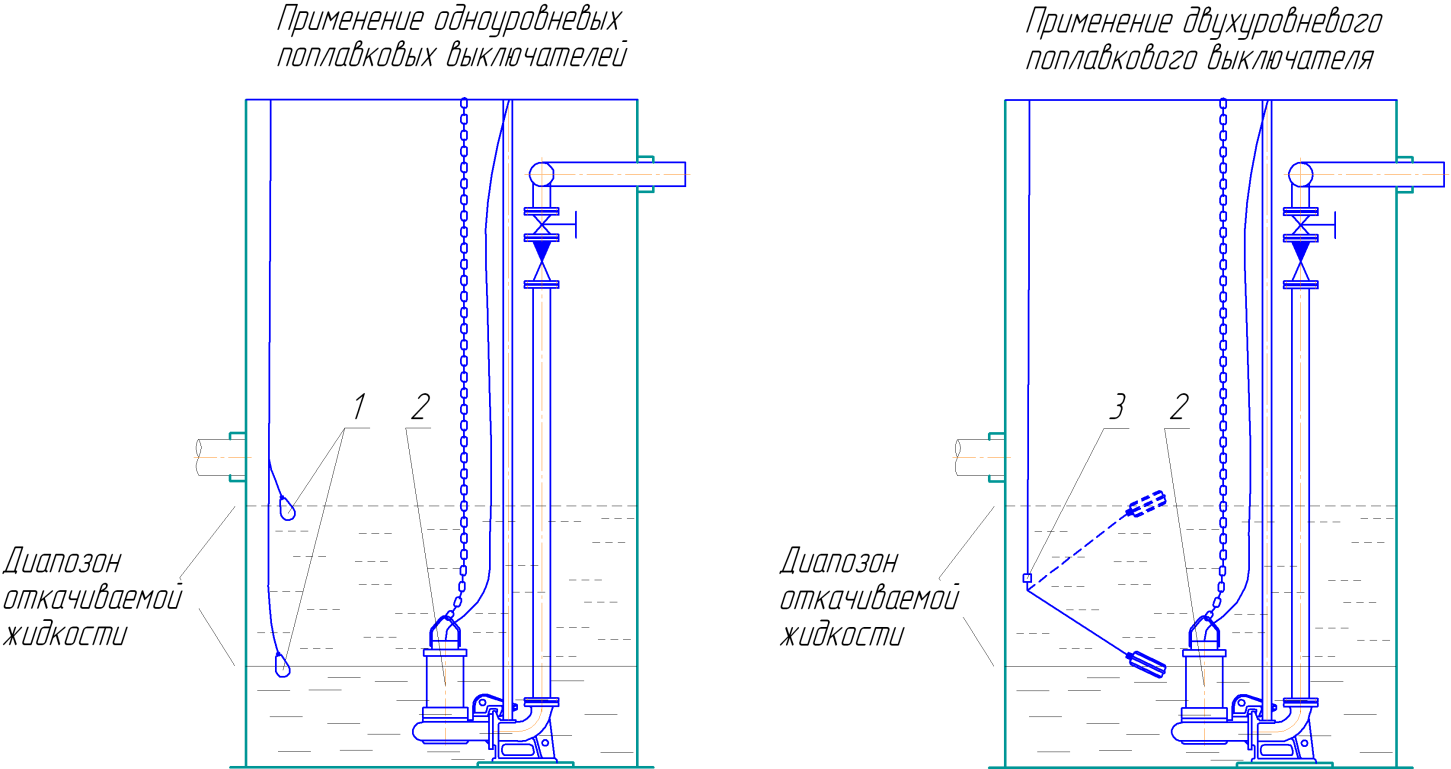 Применение одноуровневых
поплавковых выключателей
1
2
Диапозон
откачиваемой
жидкости
Применение двухуровневого
поплавкового выключателя
3
2
Диапозон
откачиваемой
жидкости